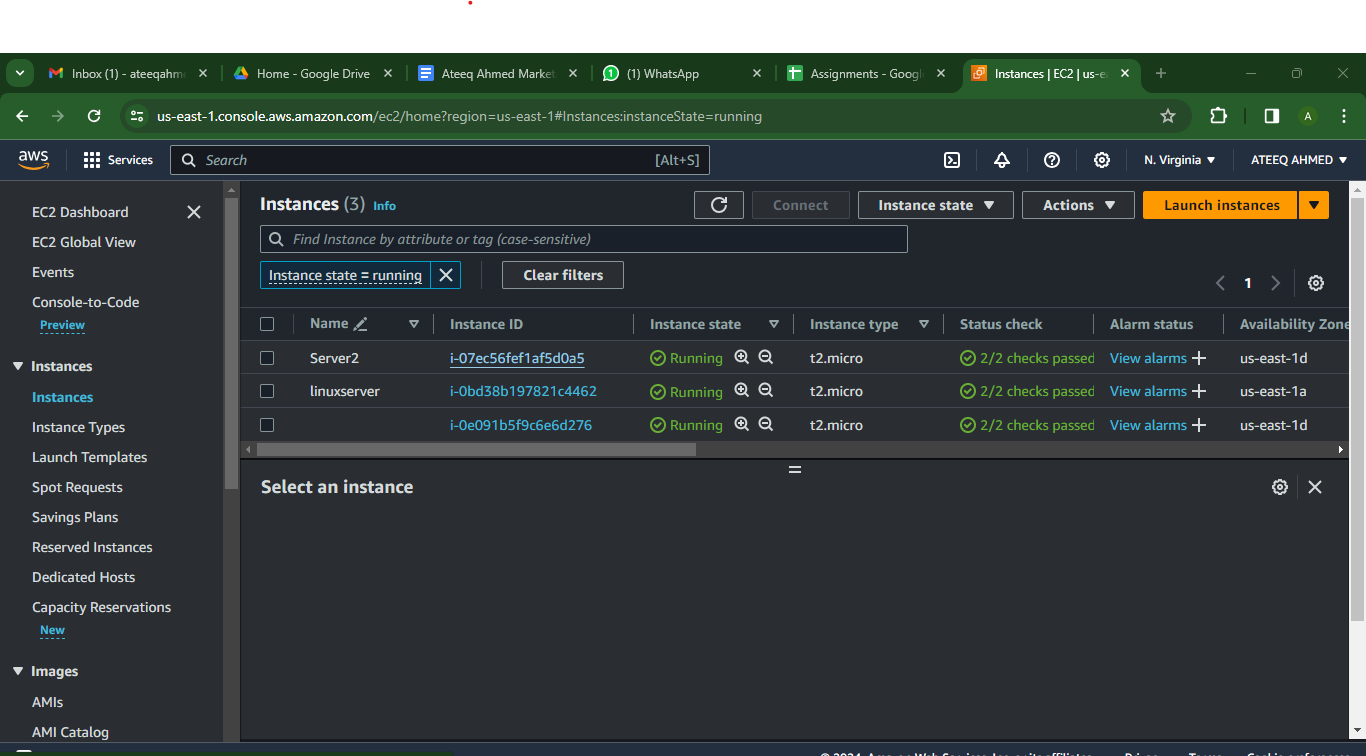 Inbox (1) - ateeqahm
Home - Google Drive
Ateeq Ahmed Market
(1) WhatsApp
Assignments - Googl
Instances | EC2 | us-e
us-east-1.console.aws.amazon.com/ec2/home?region=us-east-1#Instances:instanceState=running
A
aws
Services
Search
[Alt+S]
N. Virginia
ATEEQ AHMED
EC2 Dashboard
EC2 Global View
Events
Console-to-Code
Preview
Instances
Instances
Instance Types
Launch Templates
Spot Requests
Savings Plans
Reserved Instances
Dedicated Hosts
Capacity Reservations
New
Images
AMIs
AMI Catalog
Instances (3) Info
Connect
Instance state
Actions
Launch instances
Find Instance by attribute or tag (case-sensitive)
Instance state = running
Clear filters
1
Name Instance ID Instance state Instance type Status check Alarm status Availability Zone
Server2 i-07ec56fef1af5d0a5 Running t2.micro 2/2 checks passed View alarms us-east-1d
linuxserver i-0bd38b197821c4462 Running t2.micro 2/2 checks passed View alarms us-east-1a
i-0e091b5f9c6e6d276 Running t2.micro 2/2 checks passed View alarms us-east-1d
Select an instance